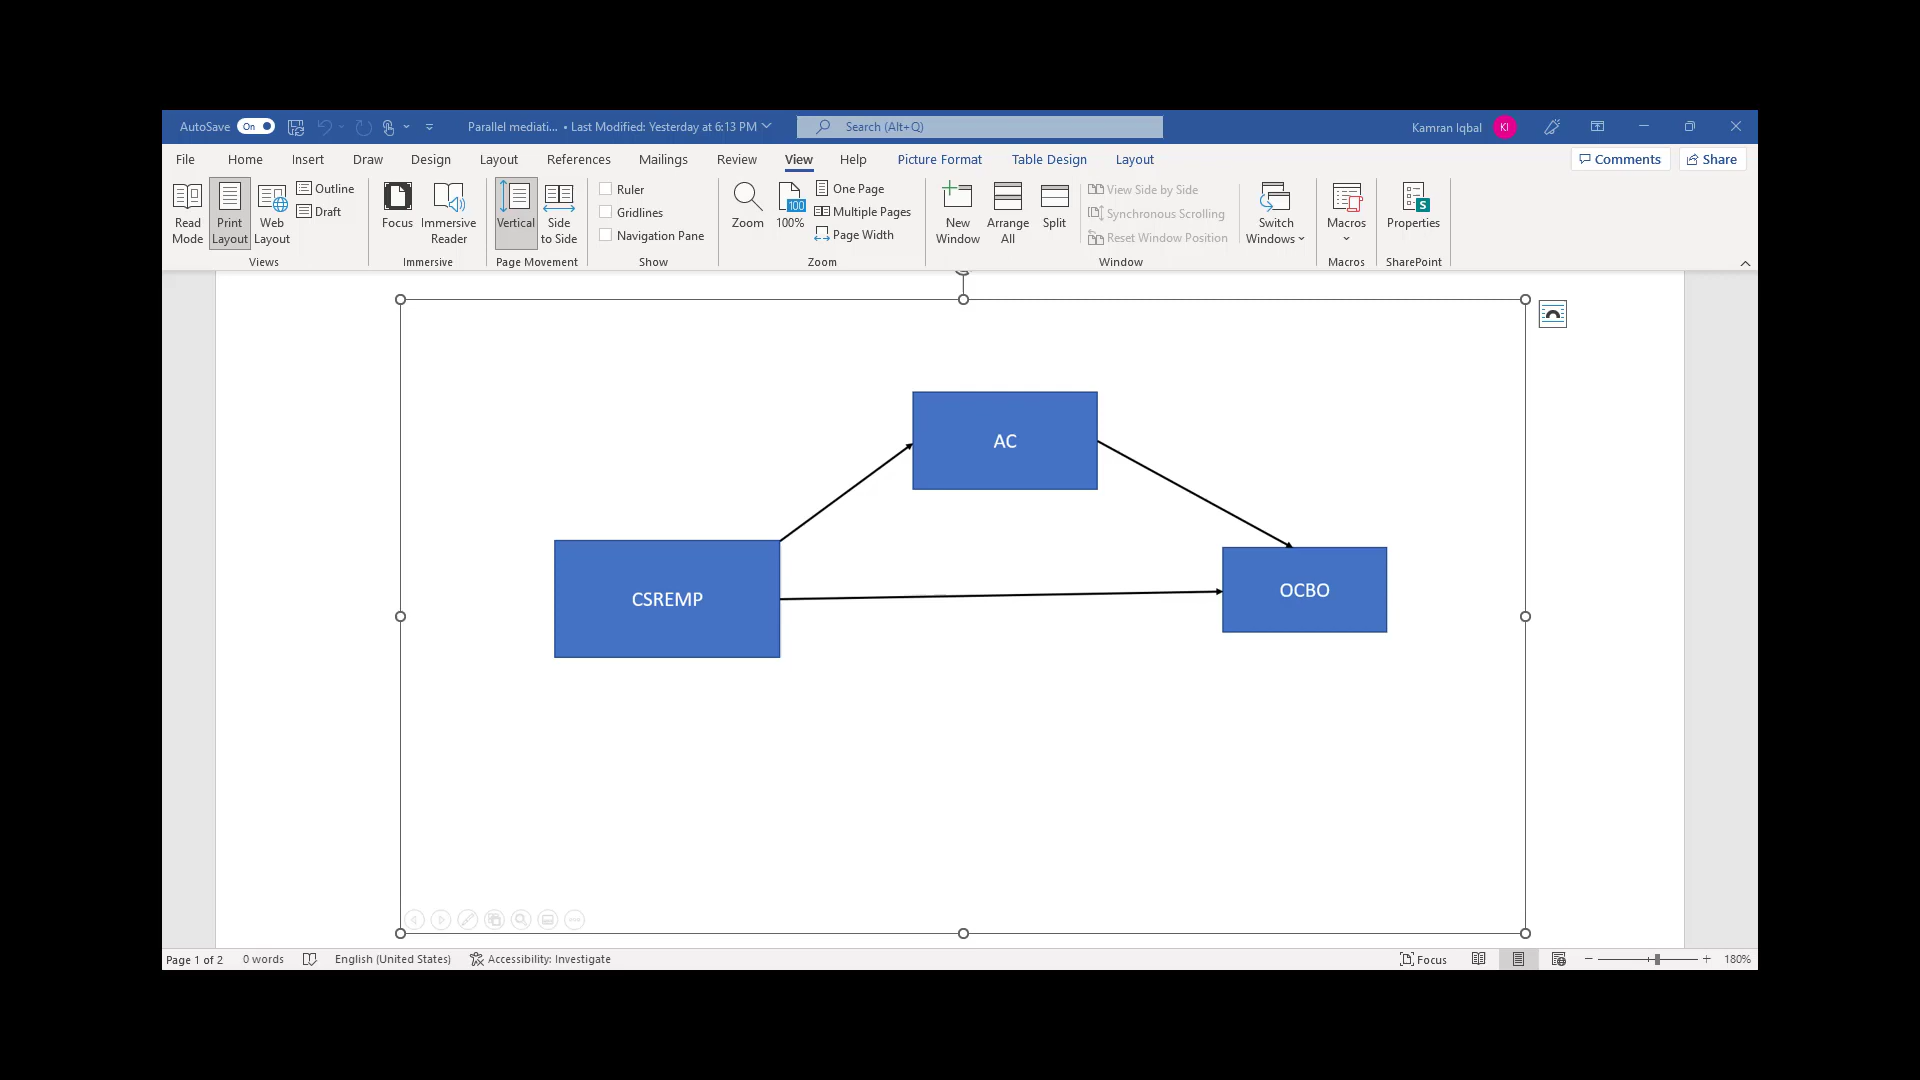 AutoSave On Parallel mediati... • Last Modified: Yesterday at 6:13 PM Search (Alt+Q) Kamran Iqbal KI
File Home Insert Draw Design Layout References Mailings Review View Help Picture Format Table Design Layout Comments Share
Read Mode
Print Layout
Web Layout
Outline
Draft
Views
Focus
Immersive Reader
Immersive
Vertical
Side to Side
Page Movement
Ruler
Gridlines
Navigation Pane
Show
Zoom
100
100%
One Page
Multiple Pages
Page Width
Zoom
New Window
Arrange All
Split
View Side by Side
Synchronous Scrolling
Reset Window Position
Switch Windows
Window
Macros
Macros
S
Properties
SharePoint
AC
CSREMP
OCBO
Page 1 of 2 0 words English (United States) Accessibility: Investigate Focus 180%